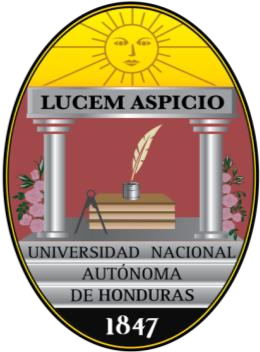 LUCEM ASPICIO
UNIVERSIDAD NACIONAL
AUTÓNOMA
DE HONDURAS
1847